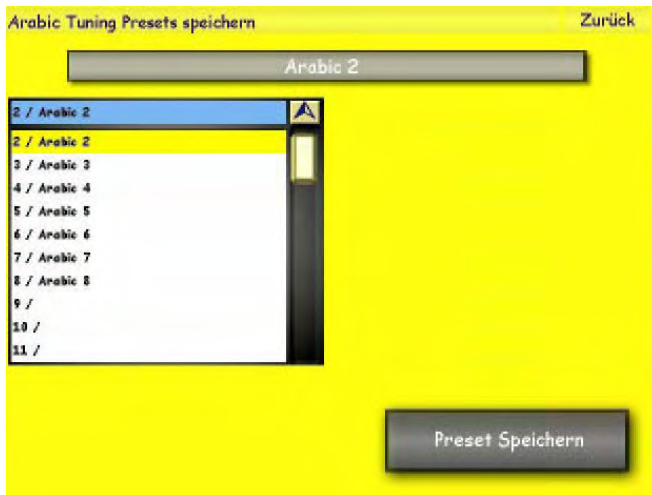 Arabic Tuning Presets speichern
Zurück
Arabic 2
2 / Arabic 2
2 / Arabic 2
3 / Arabic 3
4 / Arabic 4
5 / Arabic 5
6 / Arabic 6
7 / Arabic 7
8 / Arabic 8
9 /
10 /
11 /
Preset Speichern